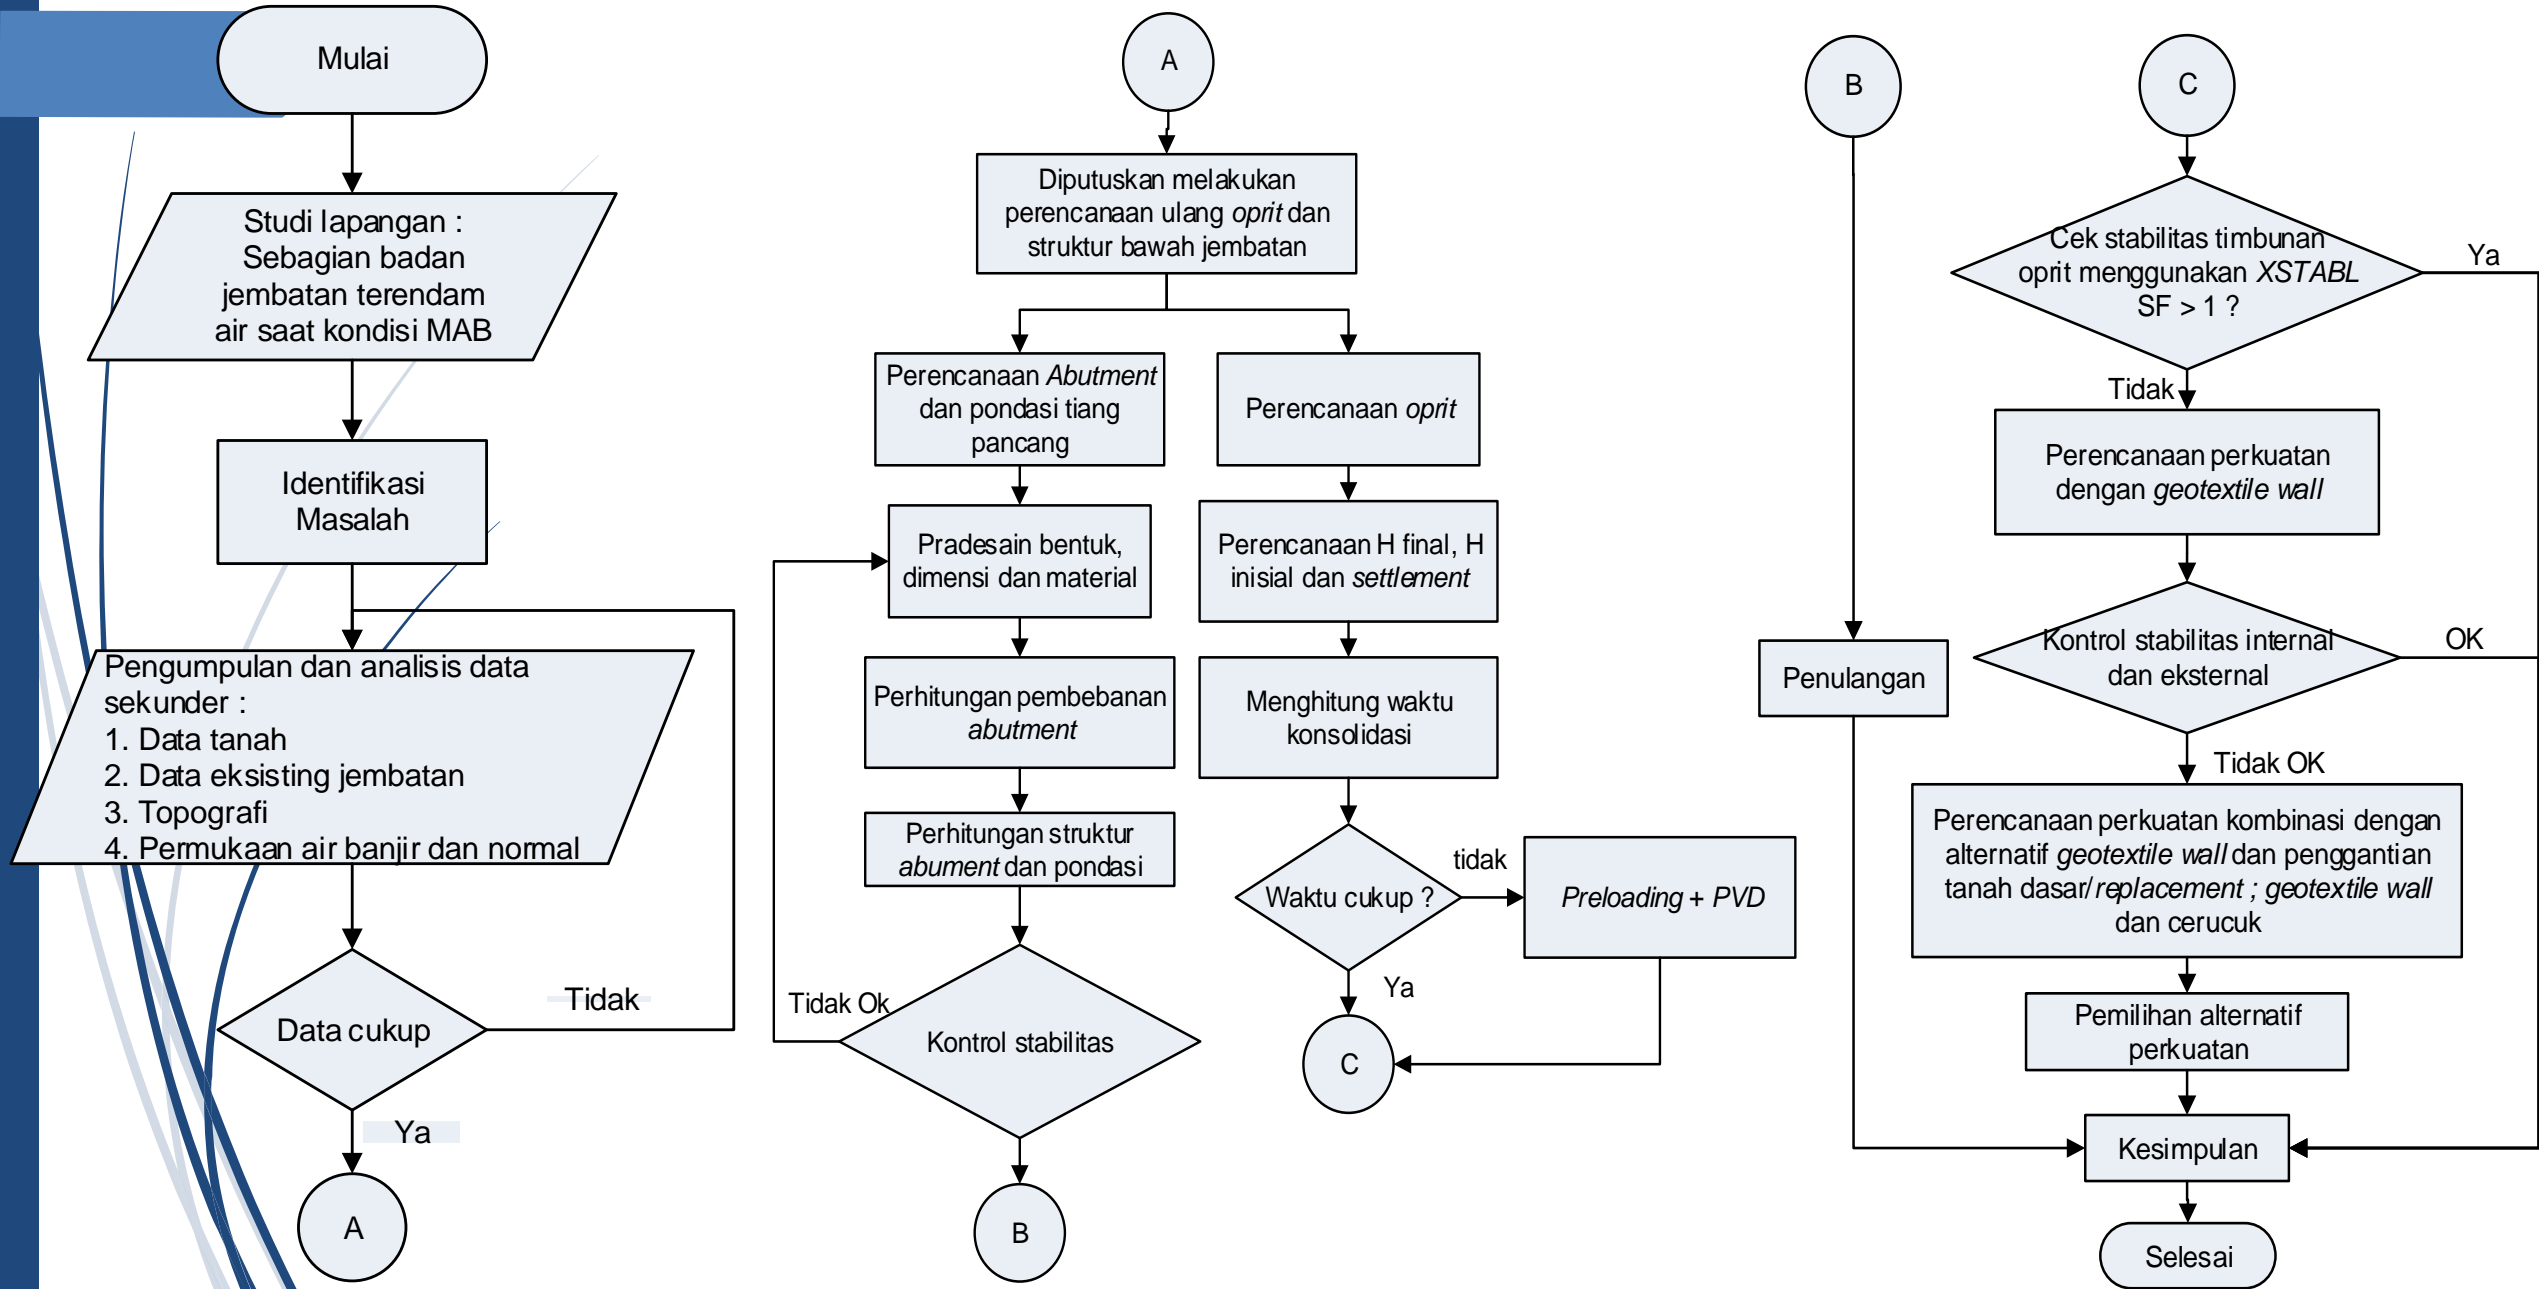 Mulai
Studi lapangan :
Sebagian badan
jembatan terendam
air saat kondisi MAB
Identifikasi
Masalah
Pengumpulan dan analisis data
sekunder :
1. Data tanah
2. Data eksisting jembatan
3. Topografi
4. Permukaan air banjir dan normal
Data cukup
Tidak
Ya
A
A
Diputuskan melakukan
perencanaan ulang oprit dan
struktur bawah jembatan
Perencanaan Abutment
dan pondasi tiang
pancang
Pradesain bentuk,
dimensi dan material
Perhitungan pembebanan
abutment
Perhitungan struktur
abument dan pondasi
Tidak Ok
Kontrol stabilitas
B
Perencanaan oprit
Perencanaan H final, H
inisial dan settlement
Menghitung waktu
konsolidasi
Waktu cukup ?
tidak
Preloading + PVD
Ya
C
B
Penulangan
C
Cek stabilitas timbunan
oprit menggunakan XSTABL
SF > 1 ?
Ya
Tidak
Perencanaan perkuatan
dengan geotextile wall
Kontrol stabilitas internal
dan eksternal
OK
Tidak OK
Perencanaan perkuatan kombinasi dengan
alternatif geotextile wall dan penggantian
tanah dasar/replacement ; geotextile wall
dan cerucuk
Pemilihan alternatif
perkuatan
Kesimpulan
Selesai